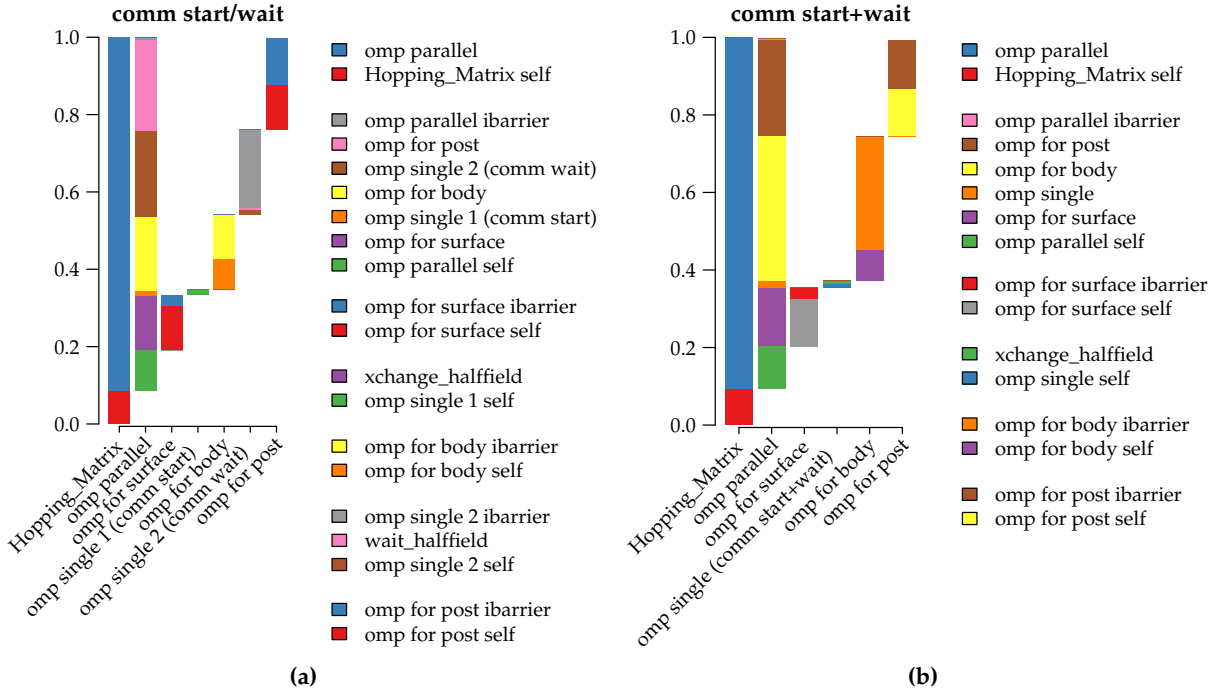 comm start/wait
1.0
0.8
0.6
0.4
0.2
0.0
Hopping_Matrix
omp parallel
omp for surface
omp single 1 (comm start)
omp for body
omp single 2 (comm wait)
omp for post
omp parallel
Hopping_Matrix self
omp parallel ibarrier
omp for post
omp single 2 (comm wait)
omp for body
omp single 1 (comm start)
omp for surface
omp parallel self
omp for surface ibarrier
omp for surface self
xchange_halffield
omp single 1 self
omp for body ibarrier
omp for body self
omp single 2 ibarrier
wait_halffield
omp single 2 self
omp for post ibarrier
omp for post self
(a)
comm start+wait
1.0
0.8
0.6
0.4
0.2
0.0
Hopping_Matrix
omp parallel
omp for surface
omp single (comm start+wait)
omp for body
omp for post
omp parallel
Hopping_Matrix self
omp parallel ibarrier
omp for post
omp for body
omp single
omp for surface
omp parallel self
omp for surface ibarrier
omp for surface self
xchange_halffield
omp single self
omp for body ibarrier
omp for body self
omp for post ibarrier
omp for post self
(b)